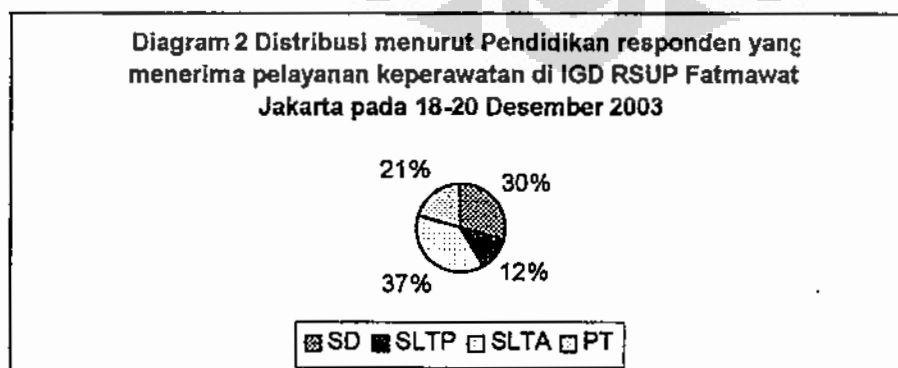 Diagram 2 Distribusi menurut Pendidikan responden yang
menerima pelayanan keperawatan di IGD RSUP Fatmawat
Jakarta pada 18-20 Desember 2003
21%
30%
37%
12%
SD SLTP SLTA PT